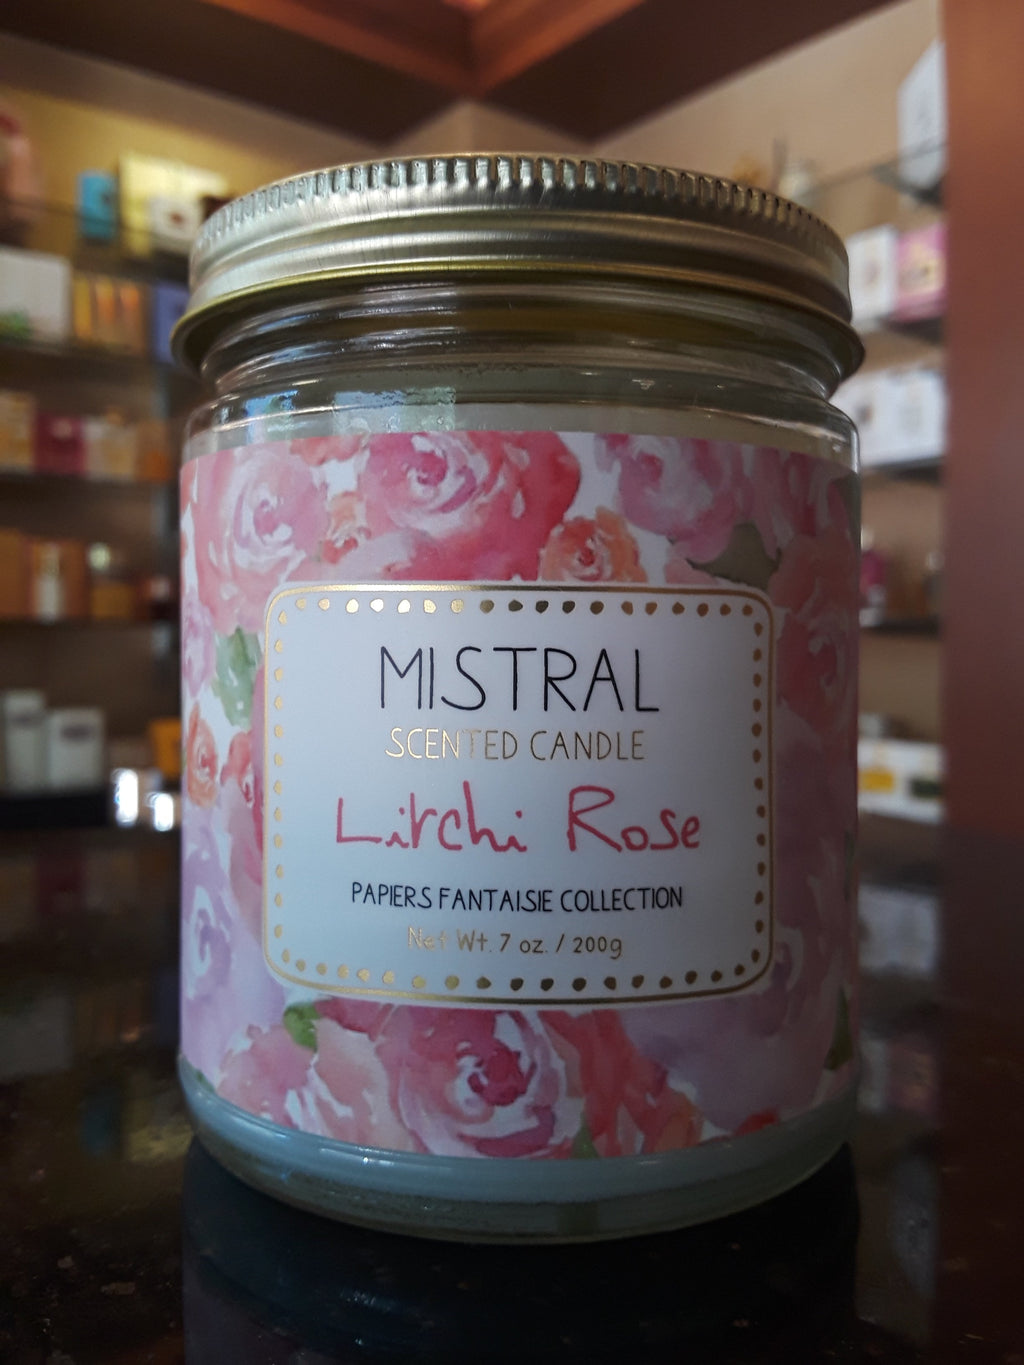 MISTRAL
SCENTED CANDLE
Litchi Rose
PAPIERS FANTAISIE COLLECTION
Net Wt. 7 oz. / 200g